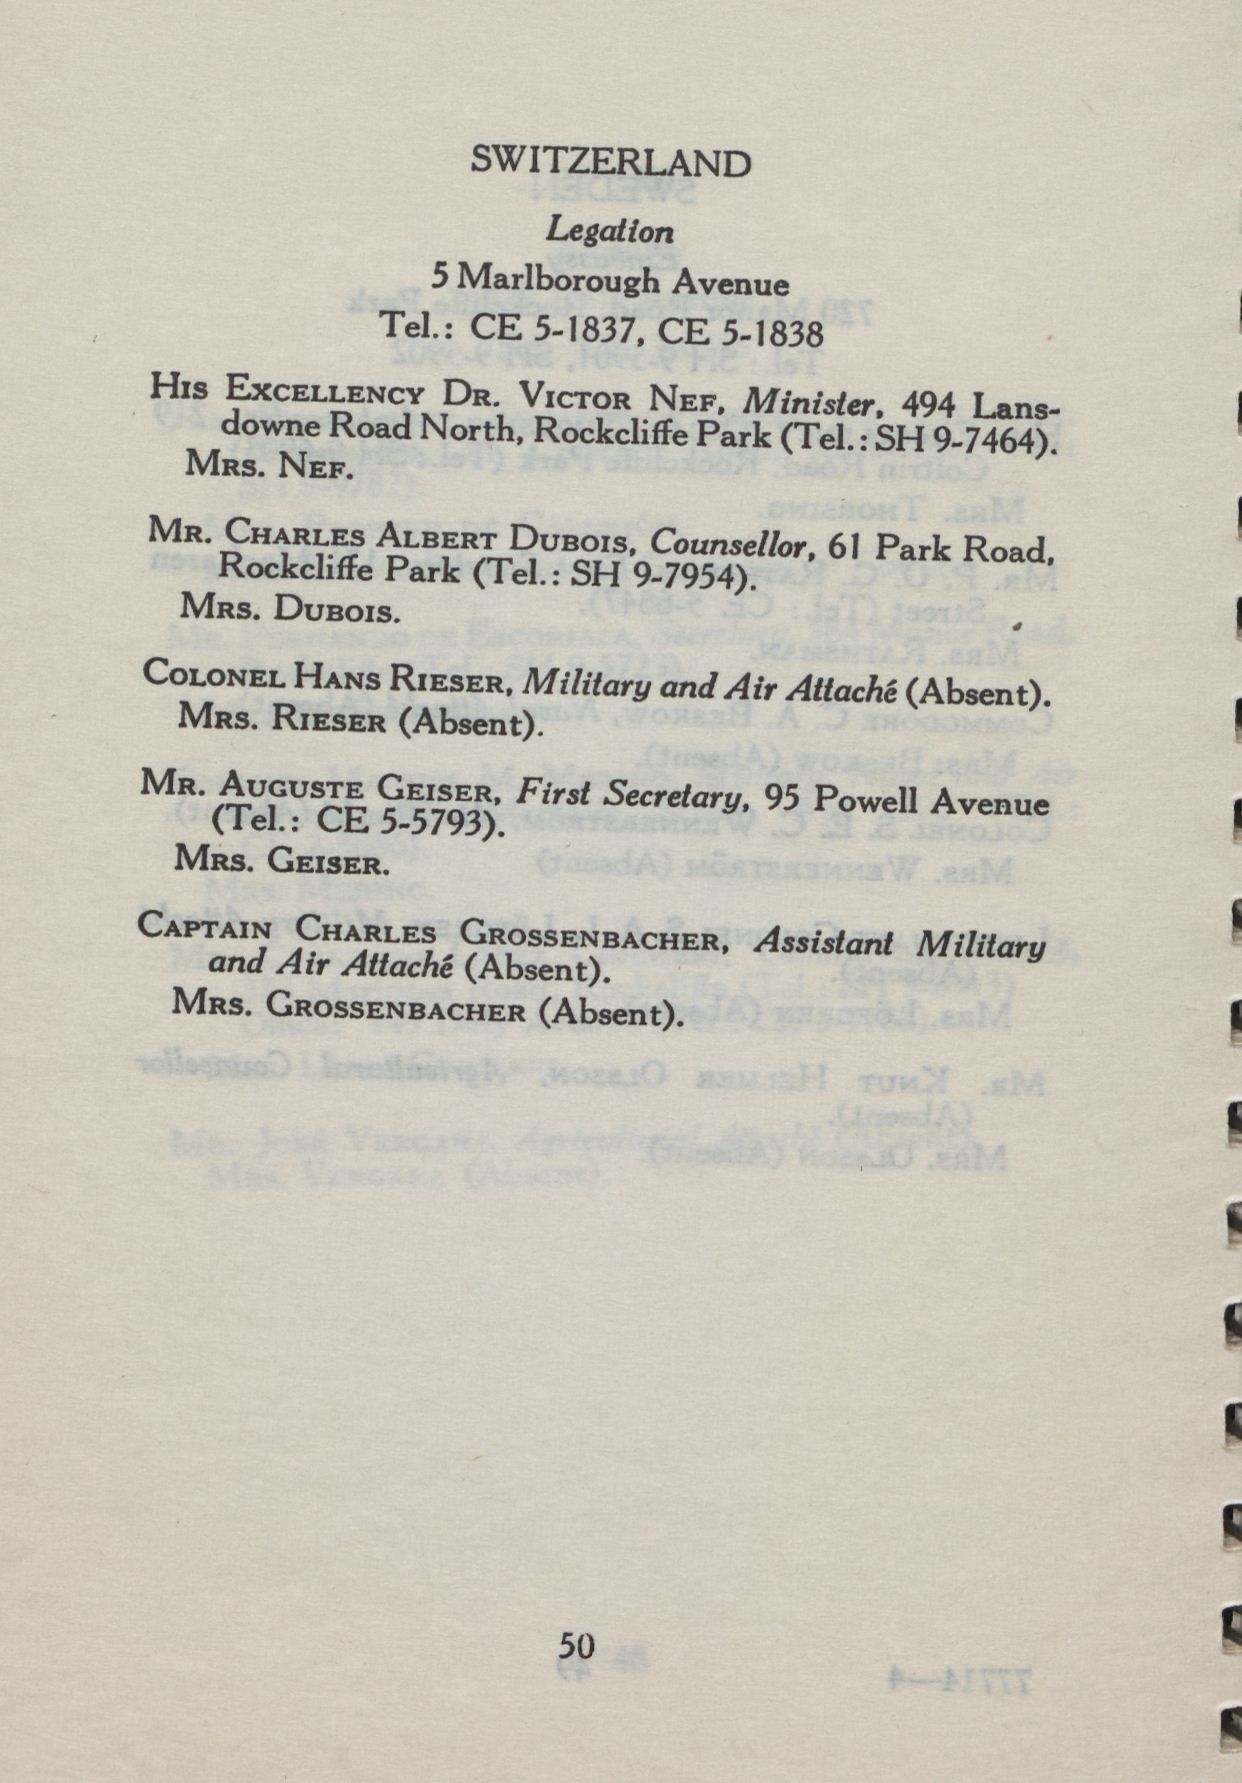 SWITZERLAND
Legation
5 Marlborough Avenue
Tel.: CE 5-1837, CE 5-1838
HIS EXCELLENCY DR. VICTOR NEF, Minister, 494 Lans-
downe Road North, Rockcliffe Park (Tel.: SH 9-7464).
MRS. NEF.
MR. CHARLES ALBERT DUBOIS, Counsellor, 61 Park Road,
Rockcliffe Park (Tel.: SH 9-7954).
MRS. DUBOIS.
COLONEL HANS RIESER, Military and Air Attaché (Absent).
MRS. RIESER (Absent).
MR. AUGUSTE GEISER, First Secretary, 95 Powell Avenue
(Tel.: CE 5-5793).
MRS. GEISER.
CAPTAIN CHARLES GROSSENBACHER, Assistant Military
and Air Attaché (Absent).
MRS. GROSSENBACHER (Absent).
50